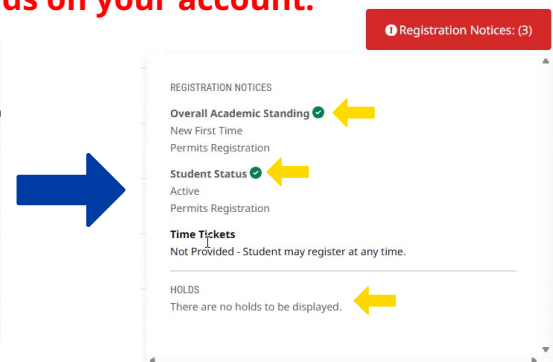 ds on your account.
Registration Notices: (3)
REGISTRATION NOTICES
Overall Academic Standing
New First Time
Permits Registration
Student Status
Active
Permits Registration
Time Tickets
Not Provided - Student may register at any time.
HOLDS
There are no holds to be displayed.